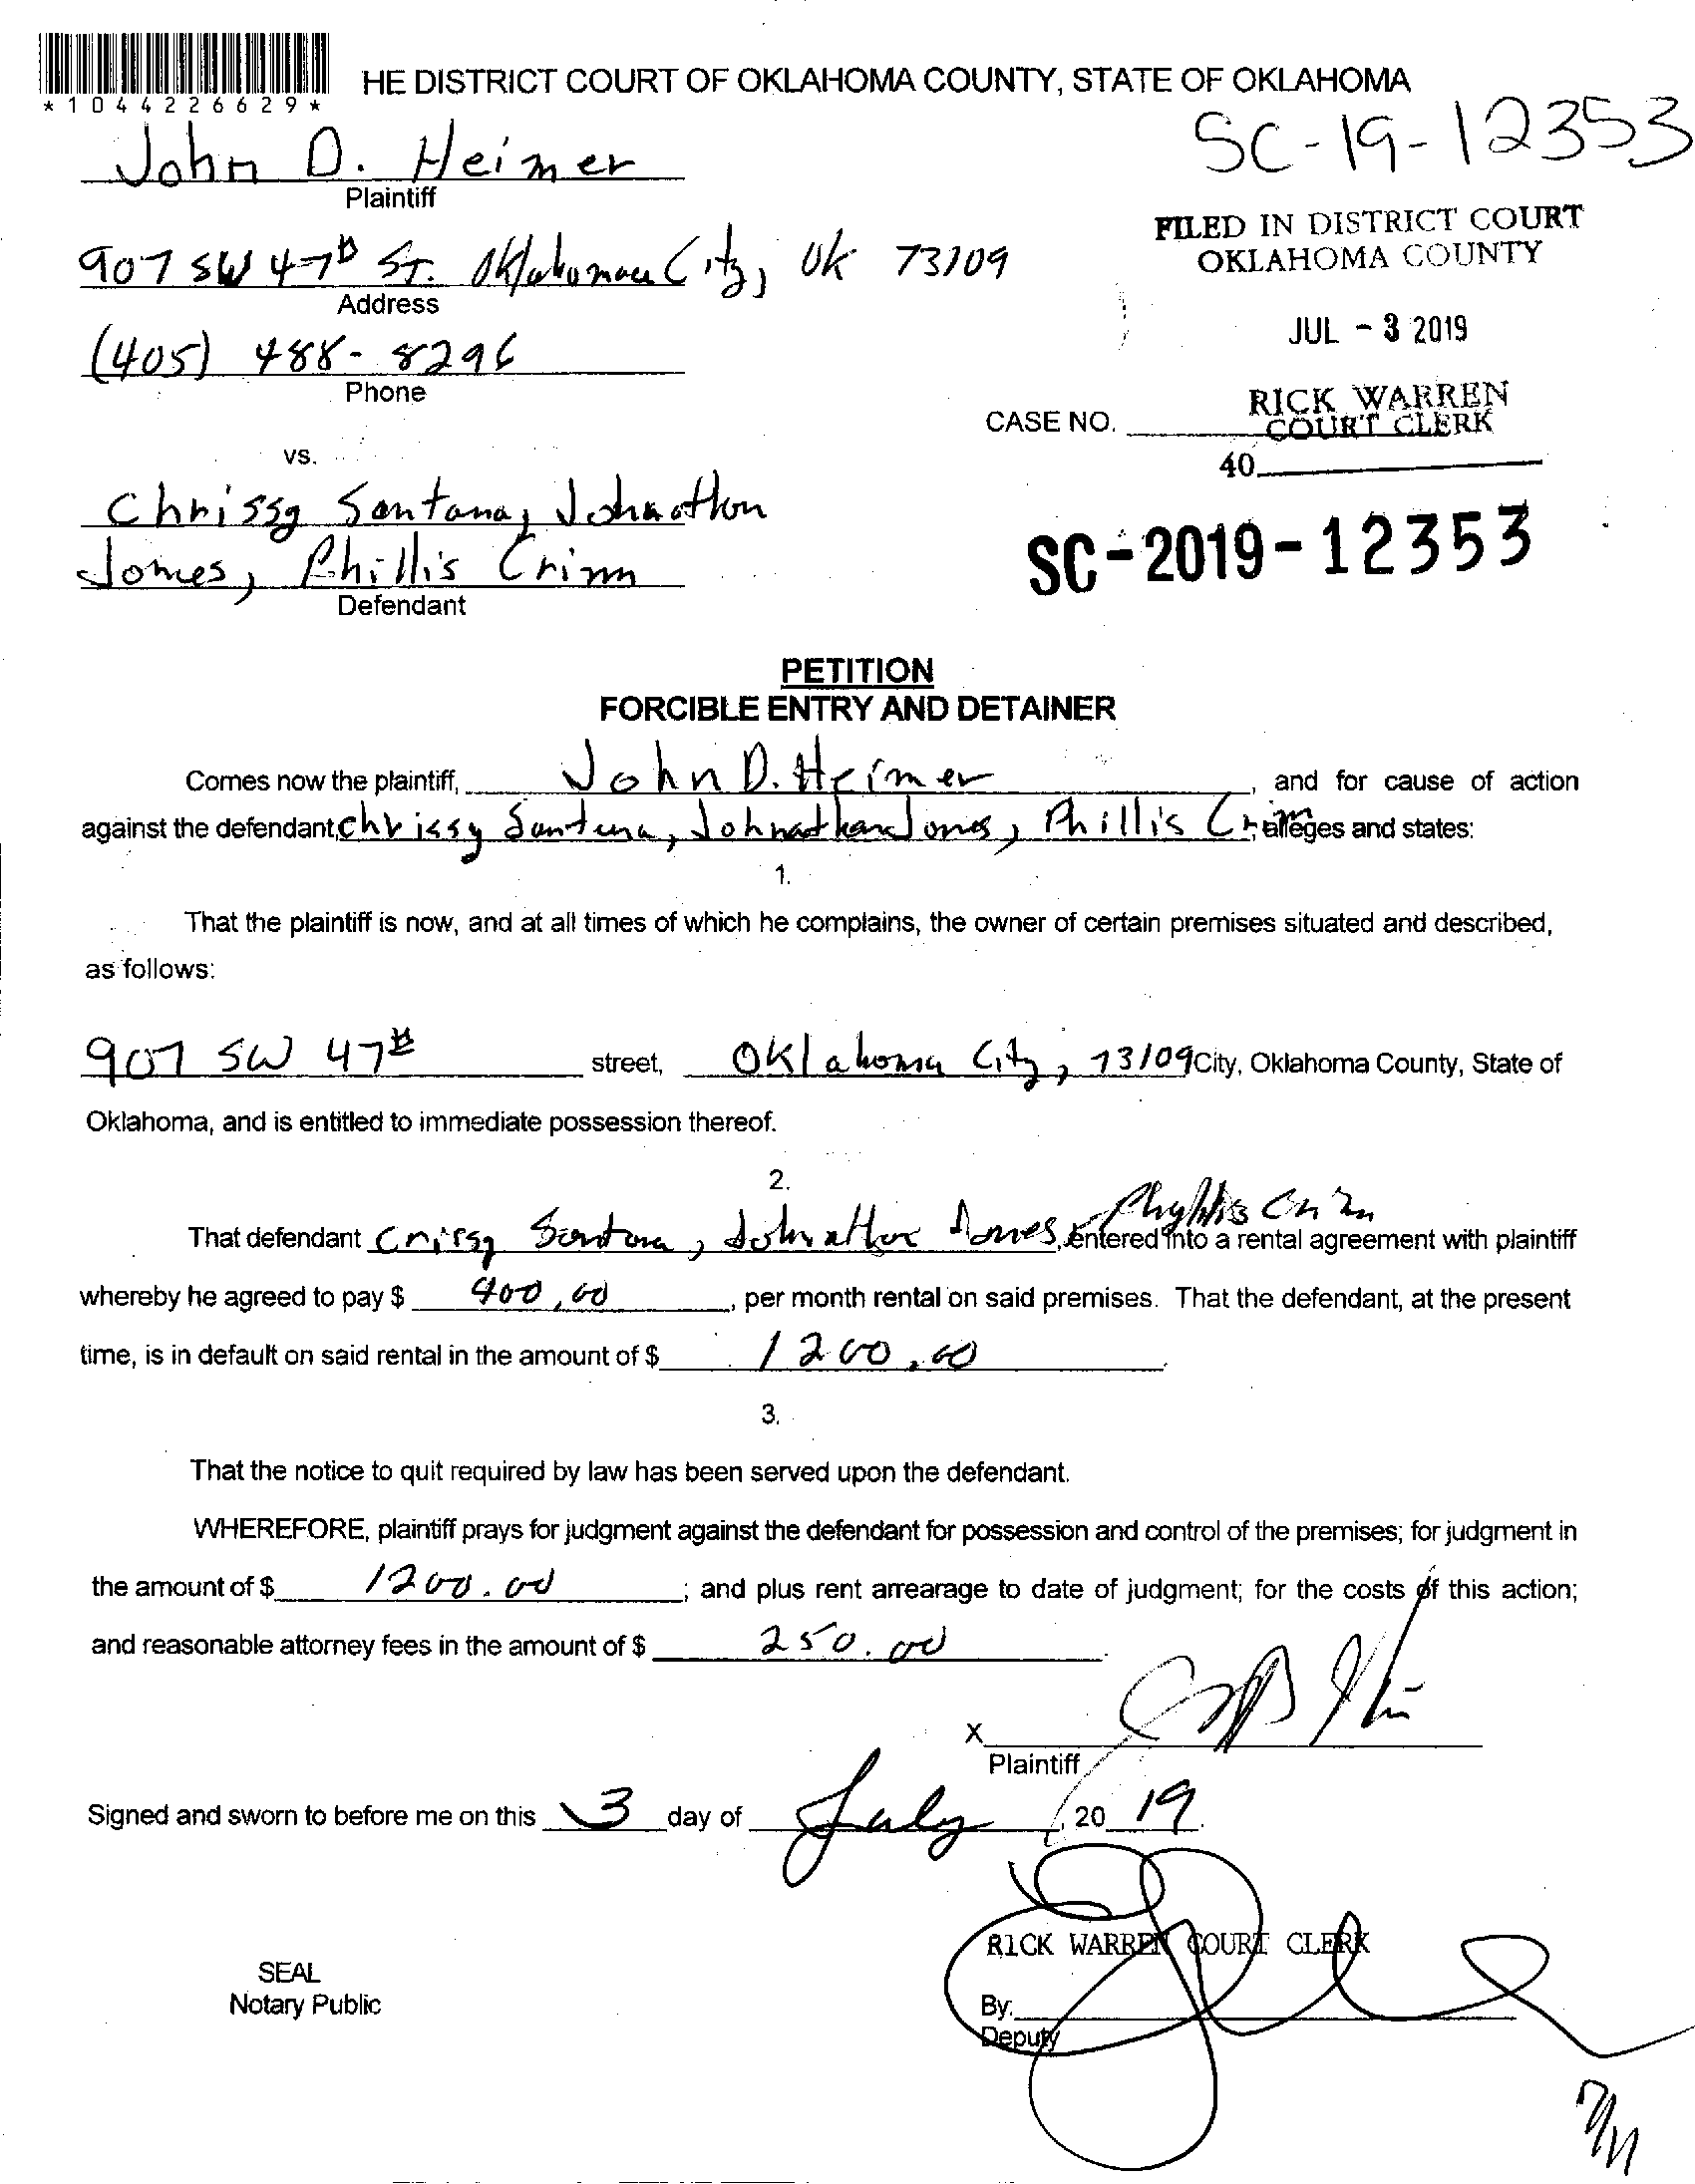 *1044226629*
HE DISTRICT COURT OF OKLAHOMA COUNTY, STATE OF OKLAHOMA
SC-19-12353
John D. Heimer
Plaintiff
FILED IN DISTRICT COURT
OKLAHOMA COUNTY
907 SW 47th ST. Oklahoma City, Ok 73109
Address
JUL - 3 2019
(405) 488-8296
Phone
RICK WARREN
COURT CLERK
CASE NO.
40
vs.
Chrissy Santana, Johnathon
Jones, Phillis Crimm
Defendant
SC-2019-12353
PETITION
FORCIBLE ENTRY AND DETAINER
Comes now the plaintiff, John D. Heimer, and for cause of action
against the defendant, Chrissy Santana, Johnathan Jones, Phillis alleges and states:
1.
That the plaintiff is now, and at all times of which he complains, the owner of certain premises situated and described,
as follows:
907 SW 47th street, Oklahoma City, 73109 City, Oklahoma County, State of
Oklahoma, and is entitled to immediate possession thereof.
2.
That defendant Crissy Santana, Johnathon Jones, Phyllis entered into a rental agreement with plaintiff
whereby he agreed to pay $ 400.00, per month rental on said premises. That the defendant, at the present
time, is in default on said rental in the amount of $ 1200.00.
3.
That the notice to quit required by law has been served upon the defendant.
WHEREFORE, plaintiff prays for judgment against the defendant for possession and control of the premises; for judgment in
the amount of $ 1200.00; and plus rent arrearage to date of judgment; for the costs of this action;
and reasonable attorney fees in the amount of $ 250.00.
X
Plaintiff
Signed and sworn to before me on this 3 day of July, 2019.
RICK WARREN COURT CLERK
SEAL
Notary Public
By:
Deputy